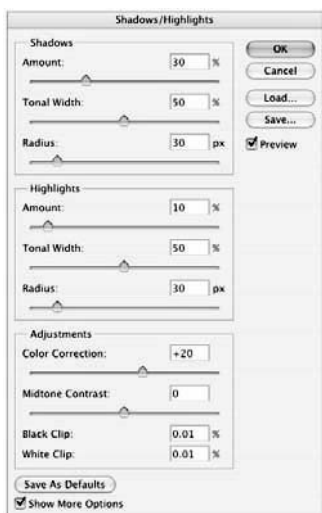 Shadows/Highlights
Shadows
Amount: 30 %
Tonal Width: 50 %
Radius: 30 px
OK
Cancel
Load...
Save...
Preview
Highlights
Amount: 10 %
Tonal Width: 50 %
Radius: 30 px
Adjustments
Color Correction: +20
Midtone Contrast: 0
Black Clip: 0.01 %
White Clip: 0.01 %
Save As Defaults
Show More Options